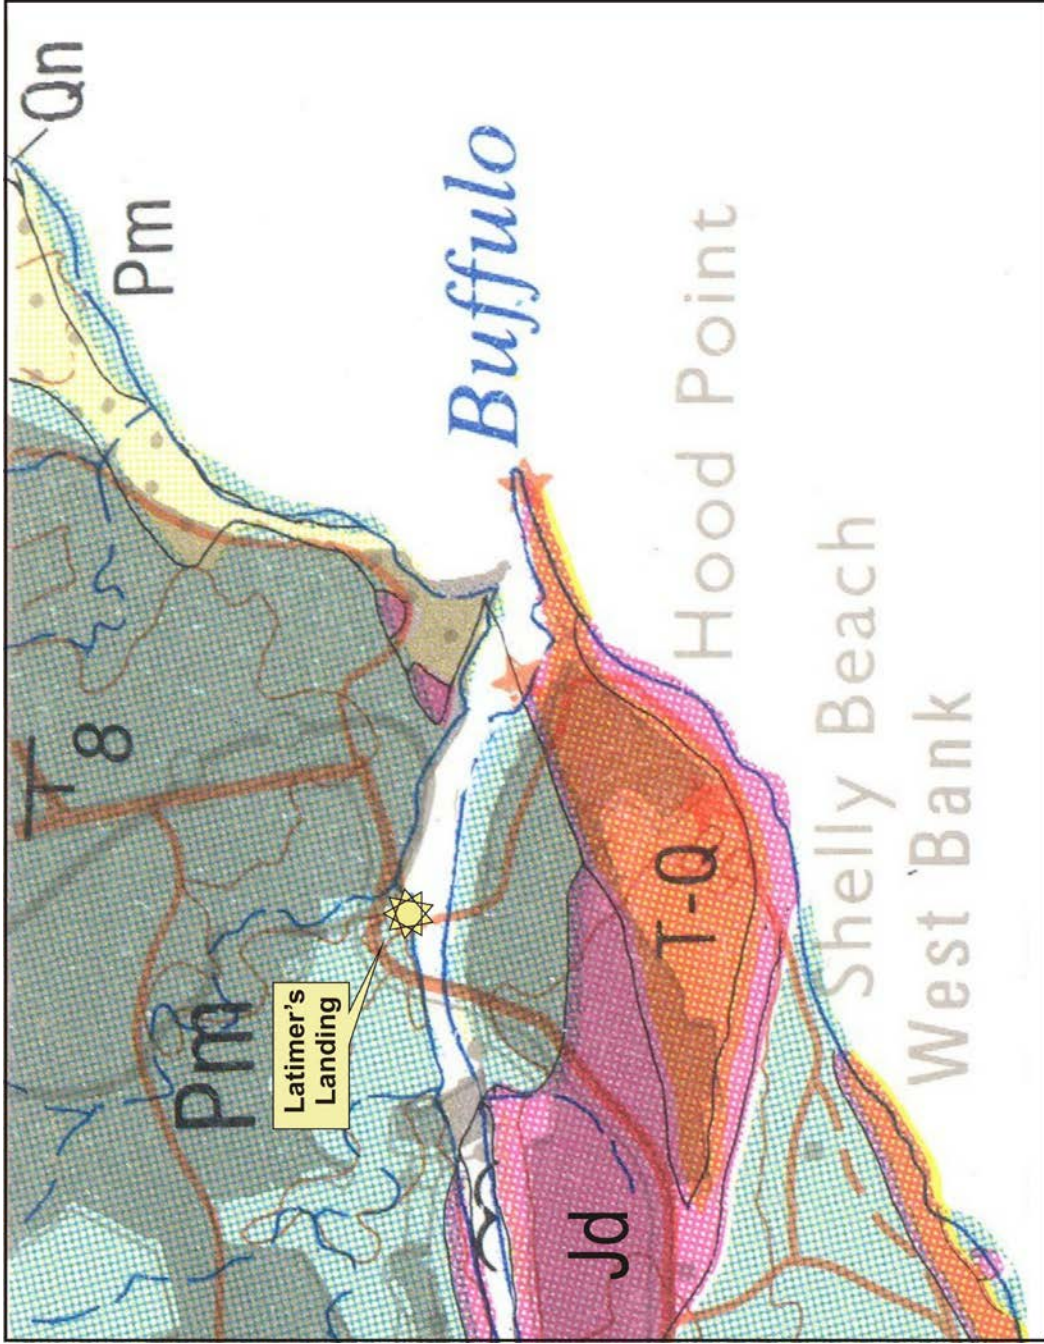 Qn
8
Pm
Pm
Latimer's
Landing
Buffulo
Jd
T-Q
Hood Point
Shelly Beach
West Bank